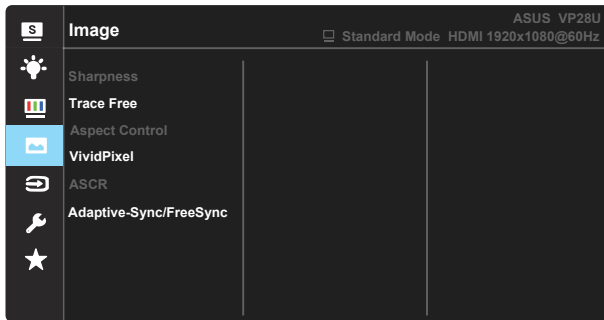 S
Image
ASUS VP28U
Standard Mode HDMI 1920x1080@60Hz
Sharpness
Trace Free
Aspect Control
VividPixel
ASCR
Adaptive-Sync/FreeSync